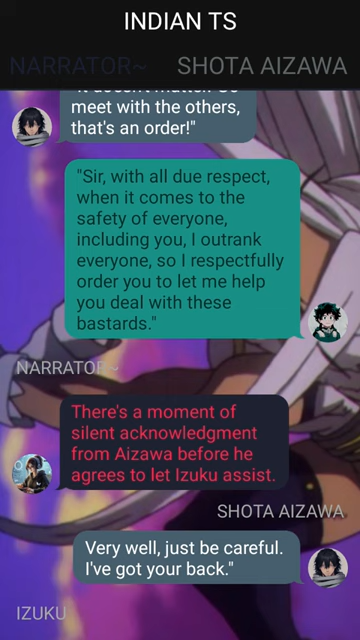 INDIAN TS
NARRATOR~ SHOTA AIZAWA
meet with the others,
that's an order!"
"Sir, with all due respect,
when it comes to the
safety of everyone,
including you, I outrank
everyone, so I respectfully
order you to let me help
you deal with these
bastards."
NARRATOR~
There's a moment of
silent acknowledgment
from Aizawa before he
agrees to let Izuku assist.
SHOTA AIZAWA
Very well, just be careful.
I've got your back."
IZUKU